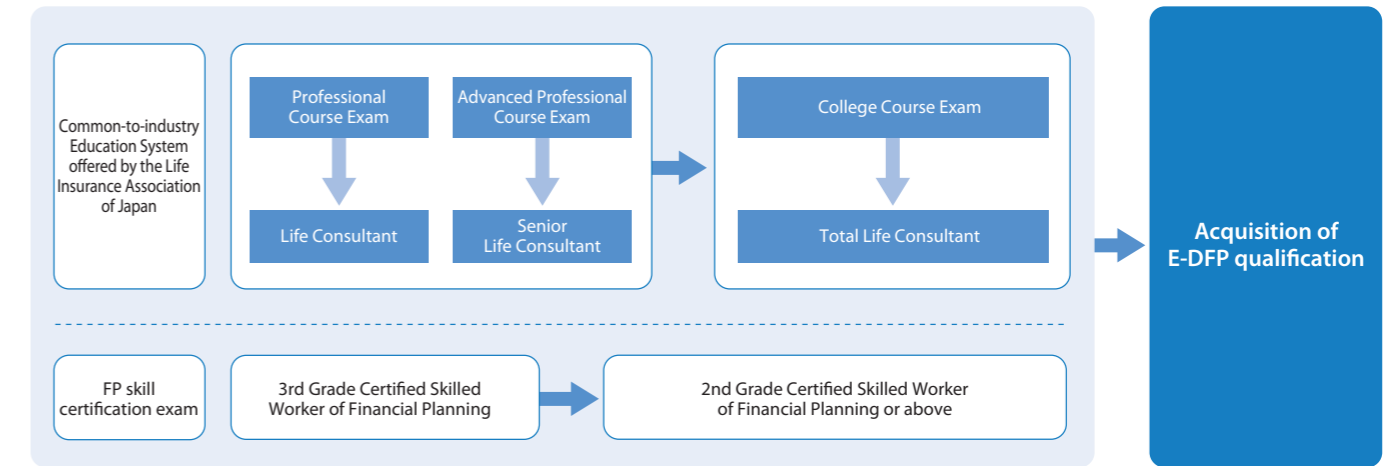 Common-to-industry
Education System
offered by the Life
Insurance Association
of Japan
Professional
Course Exam
Life Consultant
Advanced Professional
Course Exam
Senior
Life Consultant
College Course Exam
Total Life Consultant
FP skill
certification exam
3rd Grade Certified Skilled
Worker of Financial Planning
2nd Grade Certified Skilled Worker
of Financial Planning or above
Acquisition of
E-DFP qualification